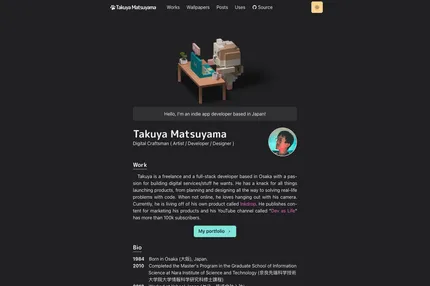 Takuya Matsuyama Works Wallpapers Posts Uses Source
Hello, I'm an indie app developer based in Japan!
Takuya Matsuyama
Digital Craftsman ( Artist / Developer / Designer )
Work
Takuya is a freelance and a full-stack developer based in Osaka with a pas-
sion for building digital services/stuff he wants. He has a knack for all things
launching products, from planning and designing all the way to solving real-life
problems with code. When not online, he loves hanging out with his camera.
Currently, he is living off of his own product called Inkdrop. He publishes con-
tent for marketing his products and his YouTube channel called "Dev as Life"
has more than 100k subscribers.
My portfolio
Bio
1984 Born in Osaka (大阪), Japan.
2010 Completed the Master's Program in the Graduate School of Information
Science at Nara Institute of Science and Technology (奈良先端科学技術
大学院大学情報科学研究科修士課程)